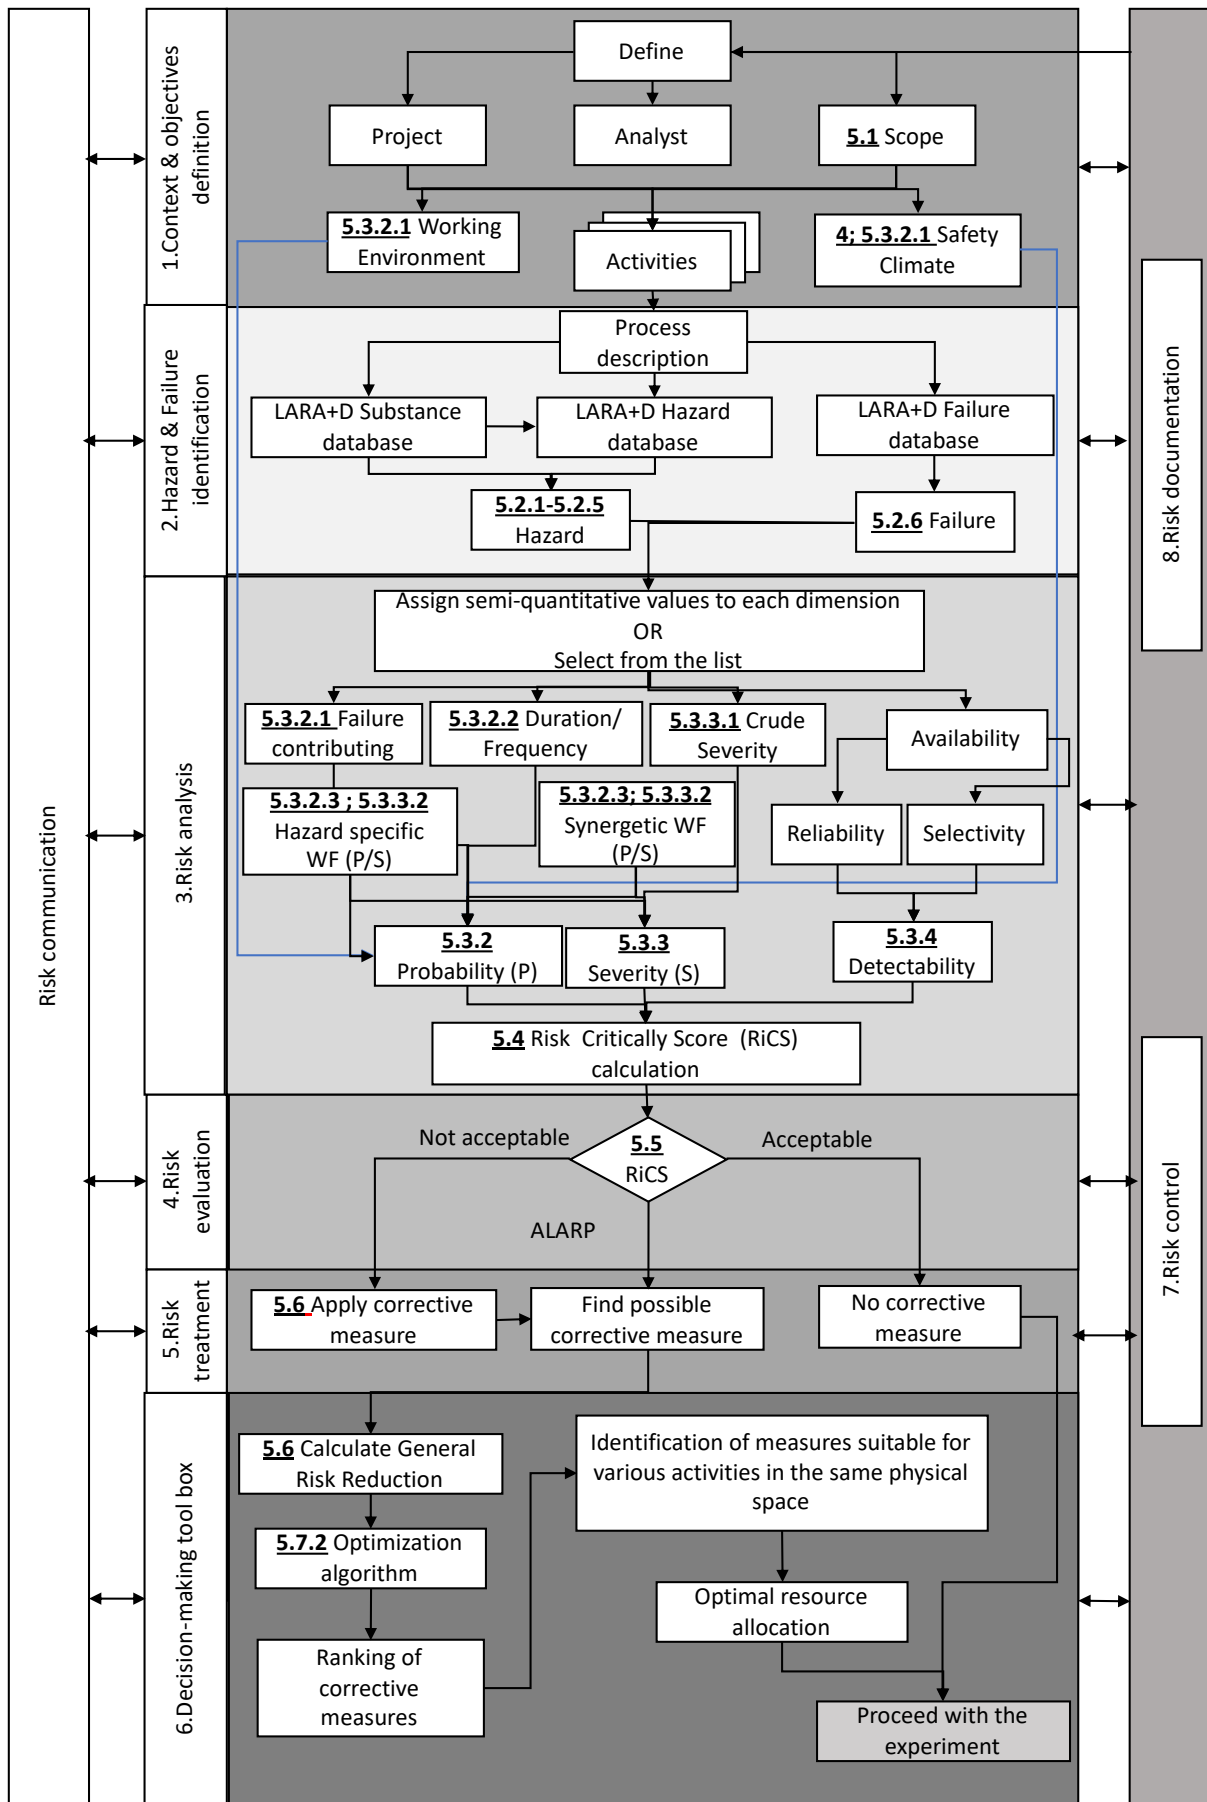 Risk communication
1.Context & objectives
definition
Define
Project
Analyst
5.1 Scope
5.3.2.1 Working
Environment
Activities
4; 5.3.2.1 Safety
Climate
2.Hazard & Failure
identification
Process
description
LARA+D Substance
database
LARA+D Hazard
database
LARA+D Failure
database
5.2.1-5.2.5
Hazard
5.2.6 Failure
3.Risk analysis
Assign semi-quantitative values to each dimension
OR
Select from the list
5.3.2.1 Failure
contributing
5.3.2.2 Duration/
Frequency
5.3.3.1 Crude
Severity
Availability
5.3.2.3 ; 5.3.3.2
Hazard specific
WF (P/S)
5.3.2.3; 5.3.3.2
Synergetic WF
(P/S)
Reliability
Selectivity
5.3.2
Probability (P)
5.3.3
Severity (S)
5.3.4
Detectability
5.4 Risk Critically Score (RiCS)
calculation
4.Risk
evaluation
Not acceptable
5.5
RiCS
Acceptable
ALARP
5.Risk
treatment
5.6 Apply corrective
measure
Find possible
corrective measure
No corrective
measure
6.Decision-making tool box
5.6 Calculate General
Risk Reduction
5.7.2 Optimization
algorithm
Ranking of
corrective
measures
Identification of measures suitable for
various activities in the same physical
space
Optimal resource
allocation
Proceed with the
experiment
8.Risk documentation
7.Risk control